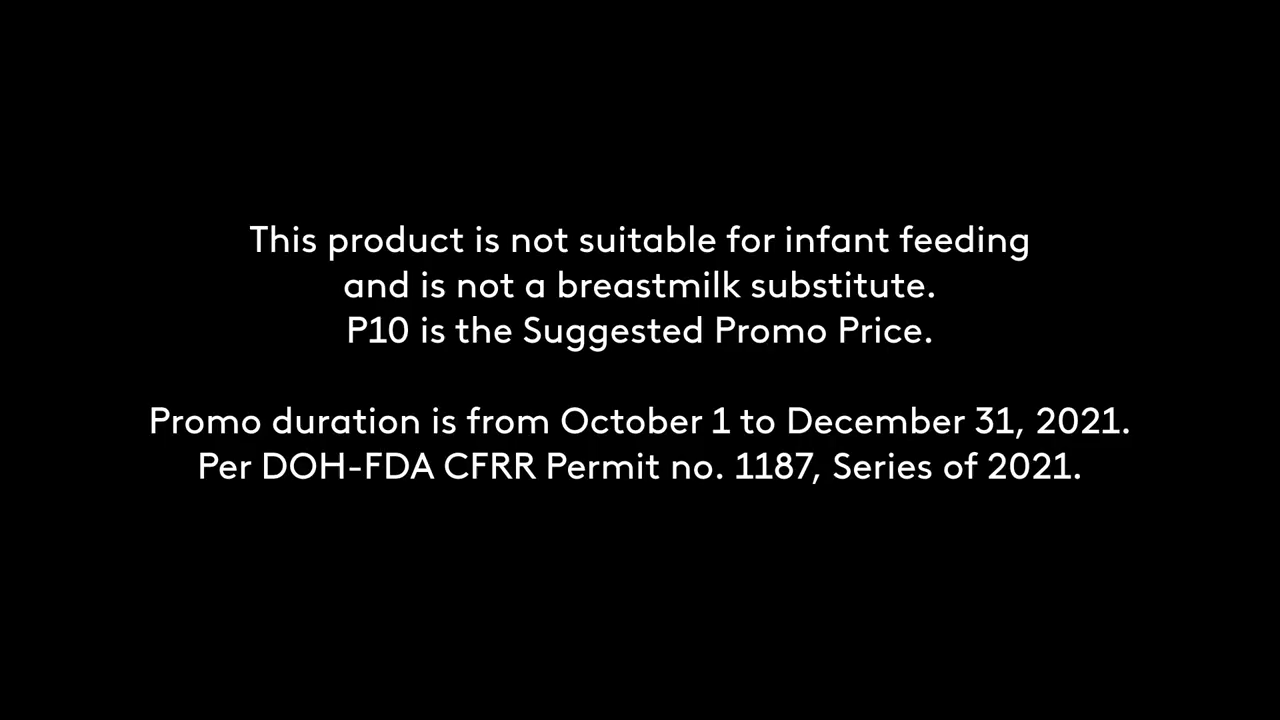 This product is not suitable for infant feeding
and is not a breastmilk substitute.
P10 is the Suggested Promo Price.
Promo duration is from October 1 to December 31, 2021.
Per DOH-FDA CFRR Permit no. 1187, Series of 2021.